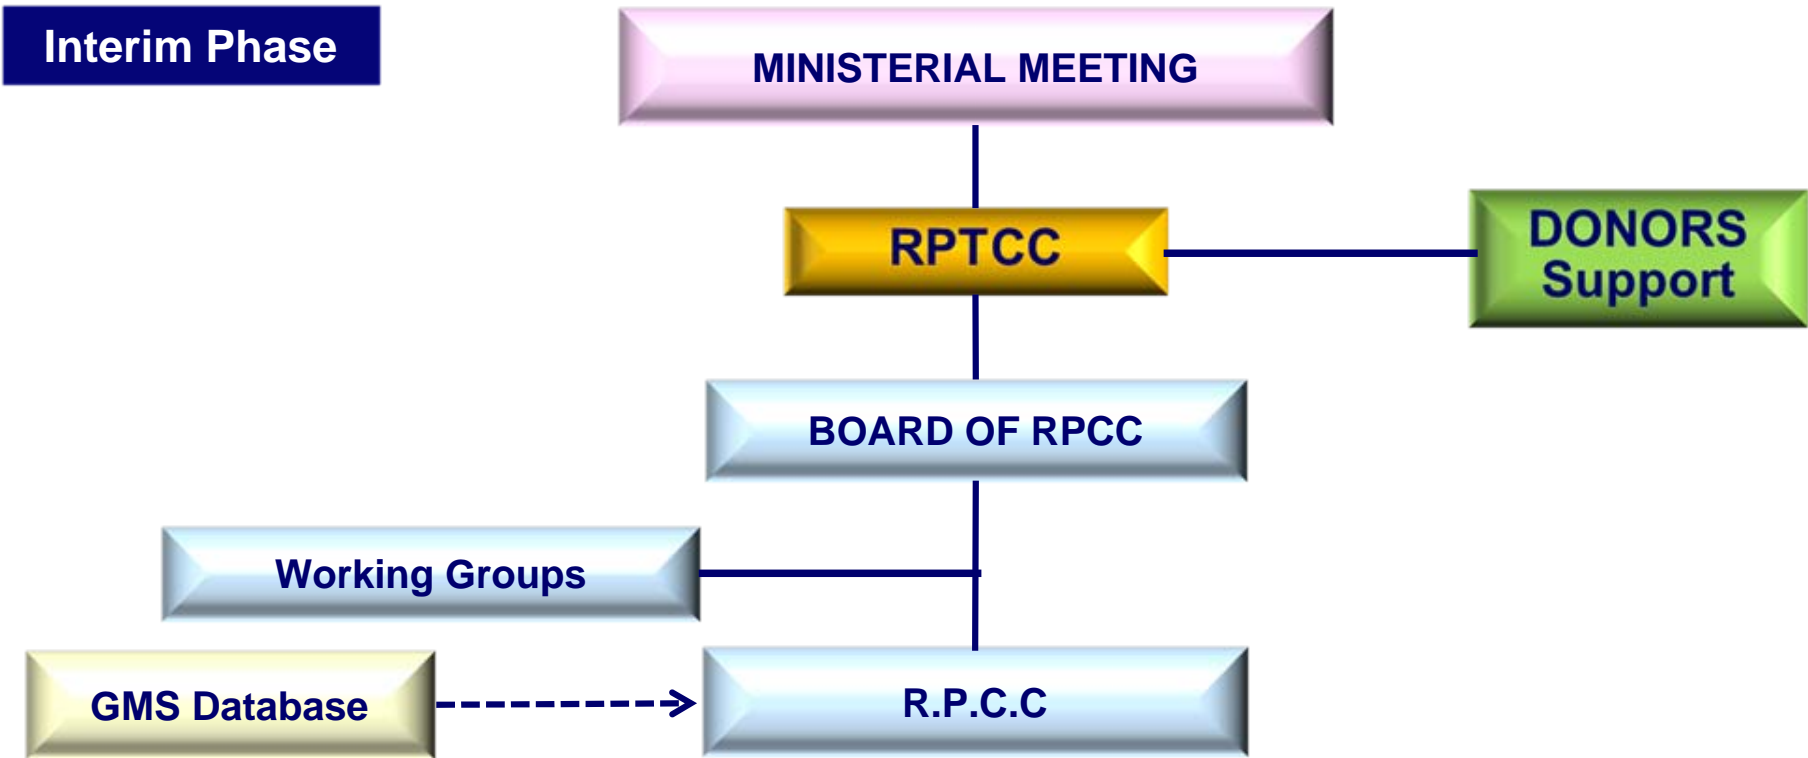 Interim Phase
MINISTERIAL MEETING
RPTCC
DONORS
Support
BOARD OF RPCC
Working Groups
GMS Database
R.P.C.C